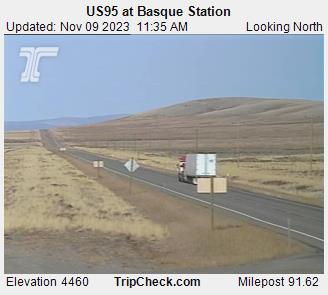 US95 at Basque Station
Updated: Nov 09 2023 11:35 AM Looking North
Elevation 4460 TripCheck.com Milepost 91.62